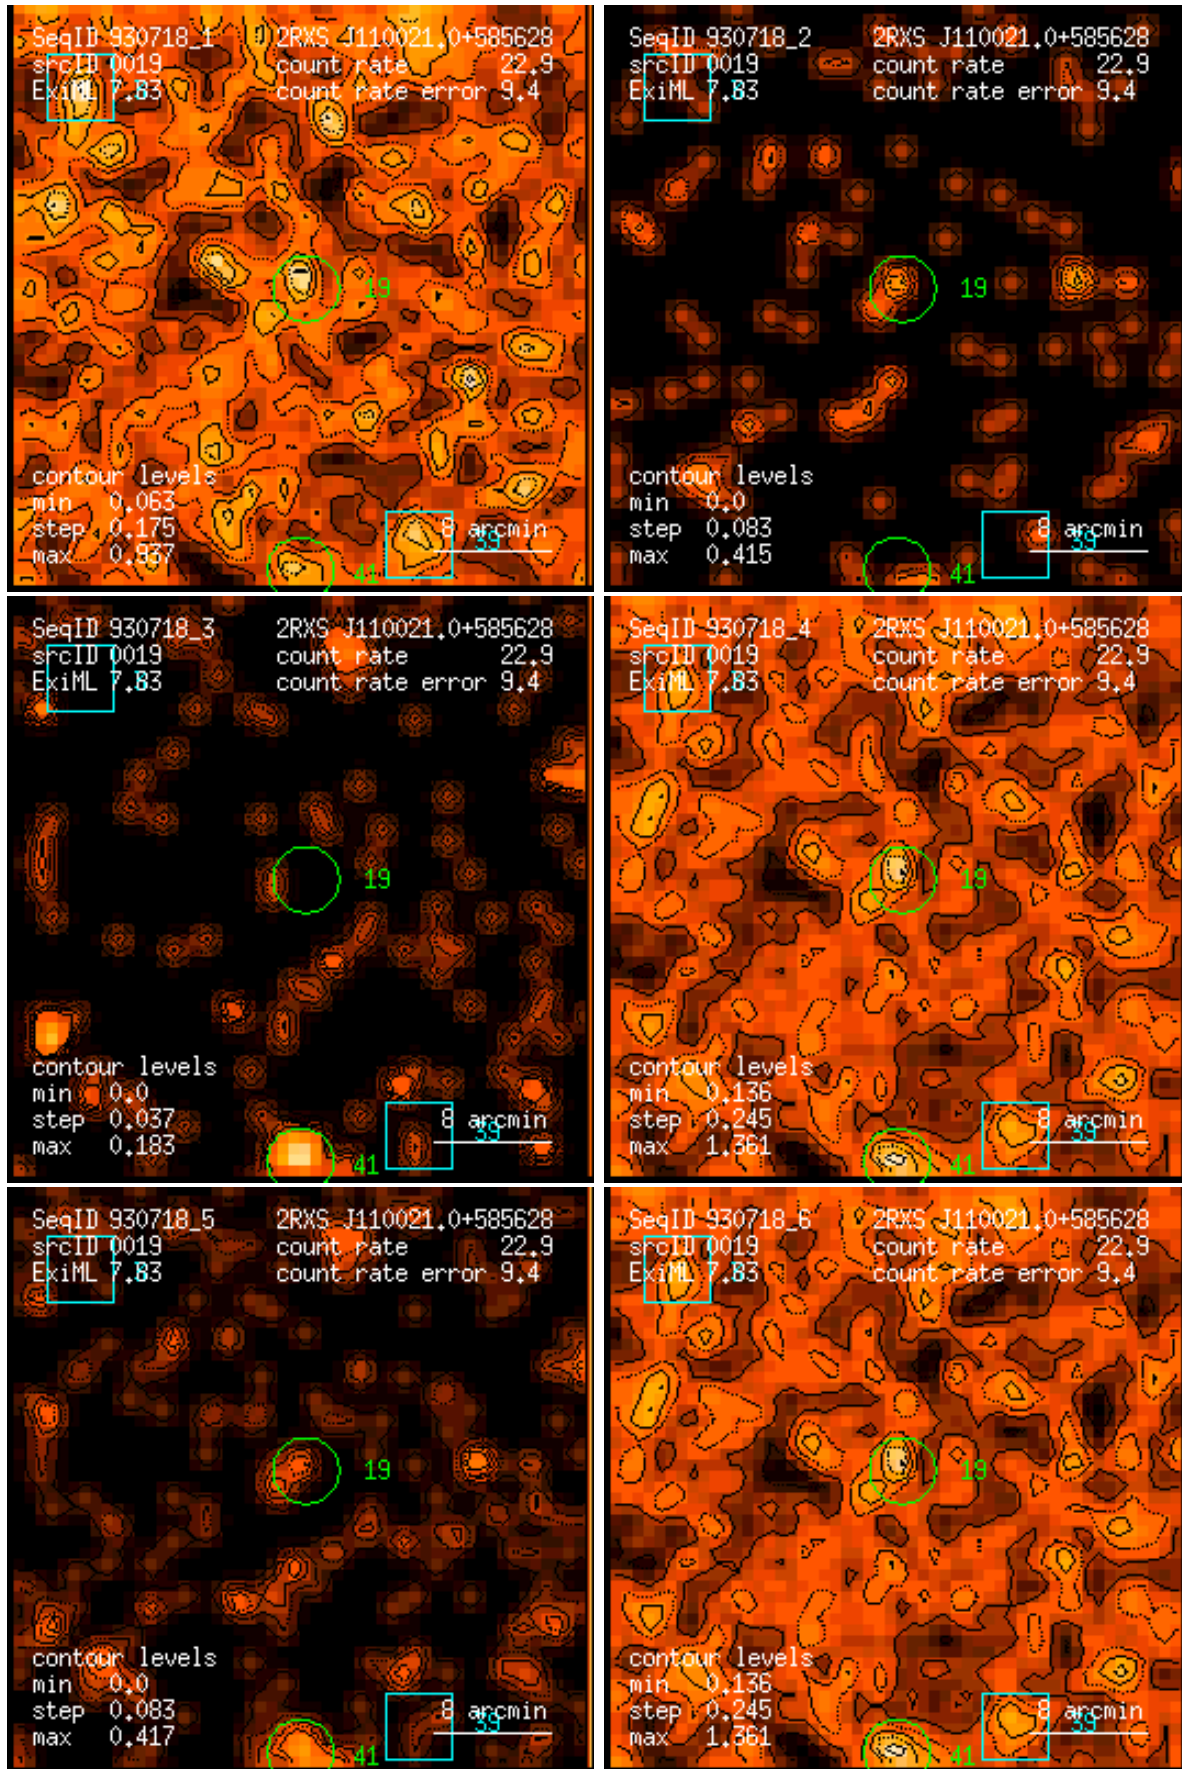 SeqID 930718_1 2RXS J110021.0+585628
srcID 0019 count rate 22.9
ExiML 7.83 count rate error 9.4
19
contour levels
min 0.063
step 0.175
max 0.937
8 arcmin
39
41
SeqID 930718_2 2RXS J110021.0+585628
srcID 0019 count rate 22.9
ExiML 7.83 count rate error 9.4
19
contour levels
min 0.0
step 0.083
max 0.415
8 arcmin
39
41
SeqID 930718_3 2RXS J110021.0+585628
srcID 0019 count rate 22.9
ExiML 7.83 count rate error 9.4
19
contour levels
min 0.0
step 0.037
max 0.183
8 arcmin
39
41
SeqID 930718_4 2RXS J110021.0+585628
srcID 0019 count rate 22.9
ExiML 7.83 count rate error 9.4
19
contour levels
min 0.136
step 0.245
max 1.361
8 arcmin
39
41
SeqID 930718_5 2RXS J110021.0+585628
srcID 0019 count rate 22.9
ExiML 7.83 count rate error 9.4
19
contour levels
min 0.0
step 0.083
max 0.417
8 arcmin
39
41
SeqID 930718_6 2RXS J110021.0+585628
srcID 0019 count rate 22.9
ExiML 7.83 count rate error 9.4
19
contour levels
min 0.136
step 0.245
max 1.361
8 arcmin
39
41